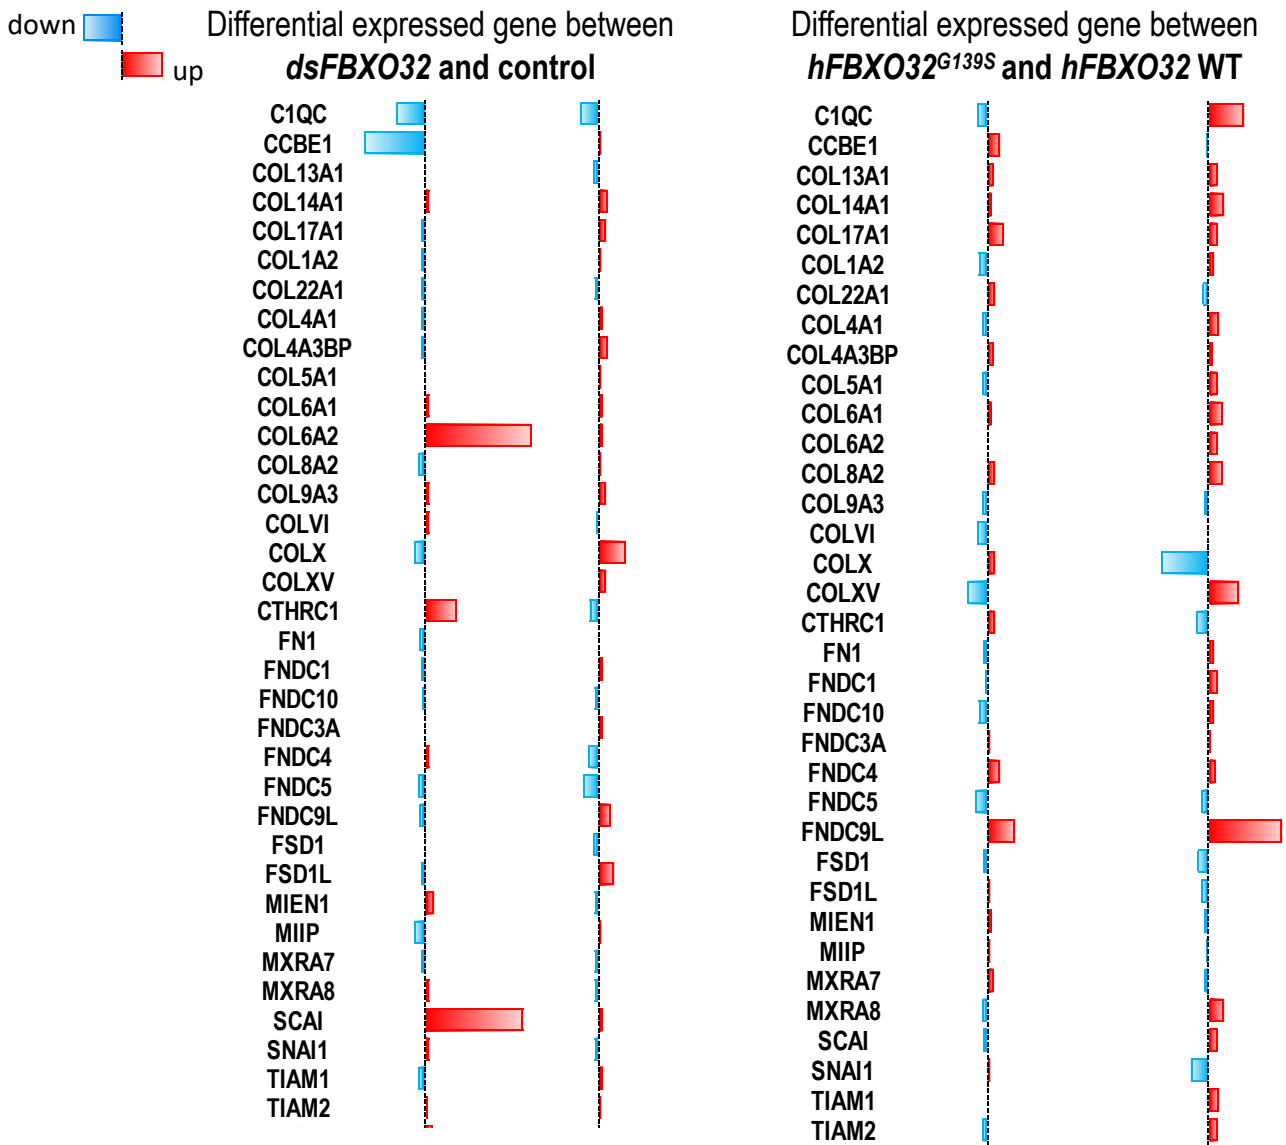 down
up
Differential expressed gene between
dsFBXO32 and control
C1QC
CCBE1
COL13A1
COL14A1
COL17A1
COL1A2
COL22A1
COL4A1
COL4A3BP
COL5A1
COL6A1
COL6A2
COL8A2
COL9A3
COLVI
COLX
COLXV
CTHRC1
FN1
FNDC1
FNDC10
FNDC3A
FNDC4
FNDC5
FNDC9L
FSD1
FSD1L
MIEN1
MIIP
MXRA7
MXRA8
SCAI
SNAI1
TIAM1
TIAM2
Differential expressed gene between
hFBXO32G139S and hFBXO32 WT
C1QC
CCBE1
COL13A1
COL14A1
COL17A1
COL1A2
COL22A1
COL4A1
COL4A3BP
COL5A1
COL6A1
COL6A2
COL8A2
COL9A3
COLVI
COLX
COLXV
CTHRC1
FN1
FNDC1
FNDC10
FNDC3A
FNDC4
FNDC5
FNDC9L
FSD1
FSD1L
MIEN1
MIIP
MXRA7
MXRA8
SCAI
SNAI1
TIAM1
TIAM2